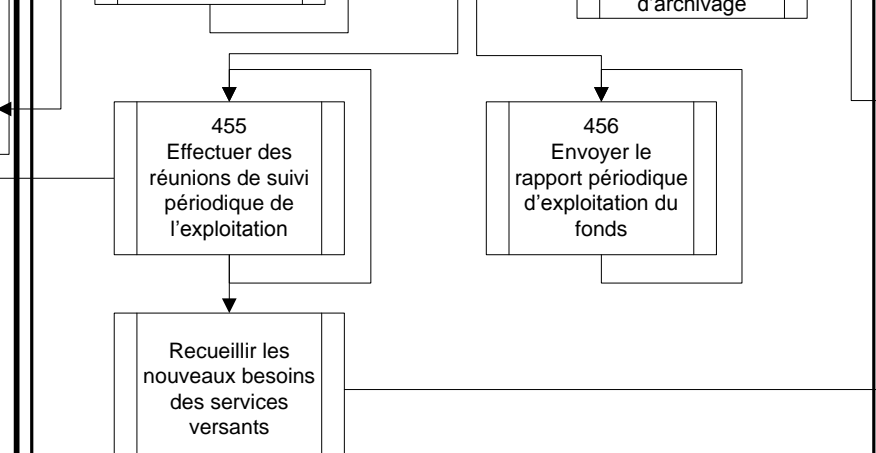 d'archivage
455
Effectuer des
réunions de suivi
périodique de
l'exploitation
456
Envoyer le
rapport périodique
d'exploitation du
fonds
Recueillir les
nouveaux besoins
des services
versants